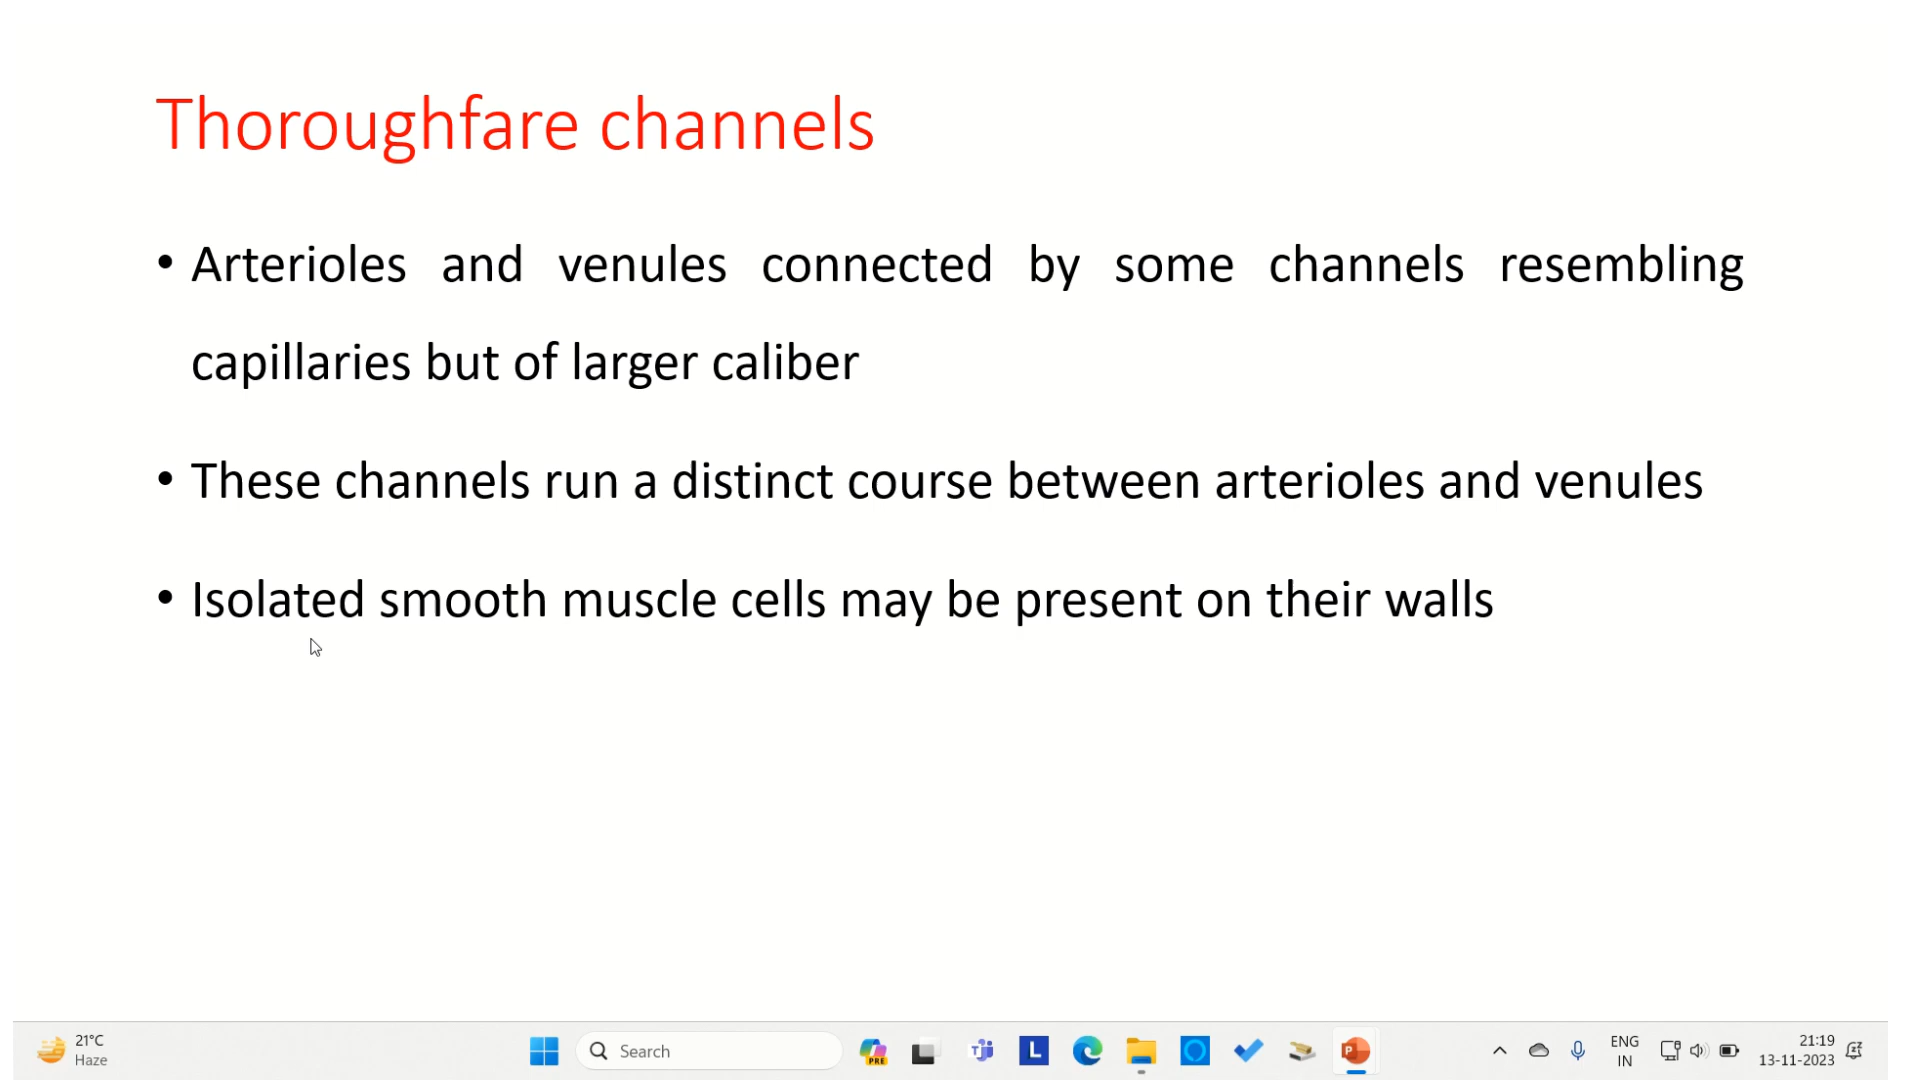 Thoroughfare channels
• Arterioles and venules connected by some channels resembling
capillaries but of larger caliber
• These channels run a distinct course between arterioles and venules
• Isolated smooth muscle cells may be present on their walls
21°C
Haze
Search
PRE
L
ENG
IN
21:19
13-11-2023